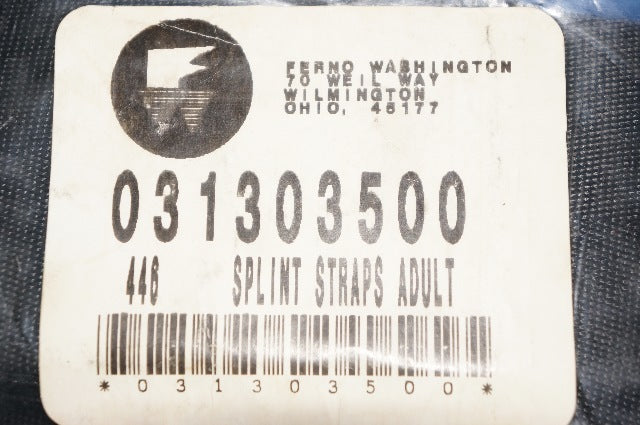 FERNO WASHINGTON
70 WEIL WAY
WILMINGTON
OHIO, 45177
031303500
446 SPLINT STRAPS ADULT
*031303500*